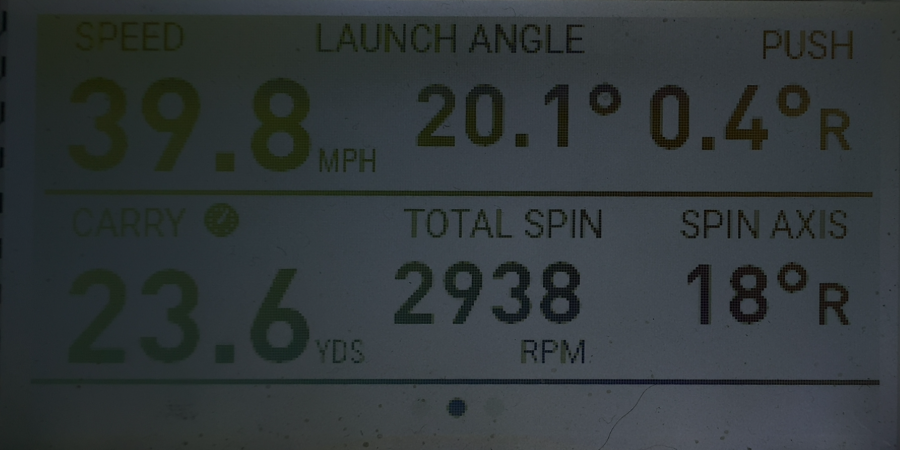 SPEED LAUNCH ANGLE PUSH
39.8 MPH 20.1° 0.4° R
CARRY TOTAL SPIN SPIN AXIS
23.6 YDS 2938 RPM 18° R